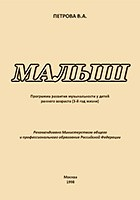 ПЕТРОВА В.А.
МАЛЫШ
Программа развития музыкальности у детей
раннего возраста (3-й год жизни)
Рекомендовано Министерством общего
и профессионального образования Российской Федерации
Москва
1998